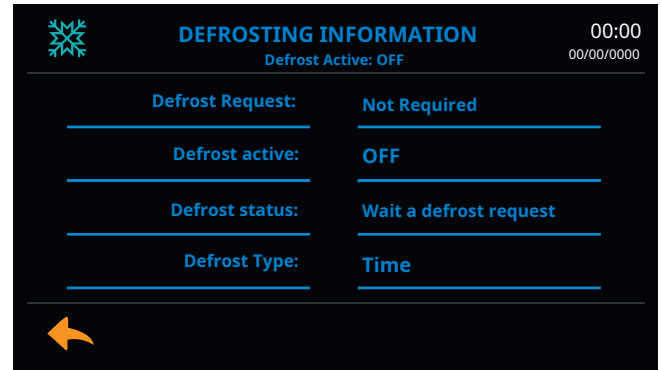 DEFROSTING INFORMATION
Defrost Active: OFF
00:00
00/00/0000
Defrost Request: Not Required
Defrost active: OFF
Defrost status: Wait a defrost request
Defrost Type: Time